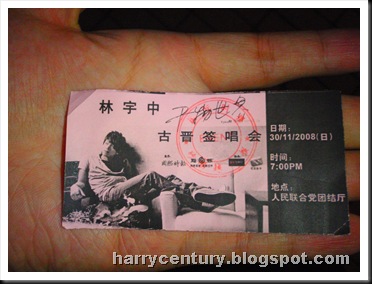 林宇中
古晋签唱会
日期:
30/11/2008(日)
时间:
7:00PM
地点:
人民联合党团结厅
harrycentury.blogspot.com